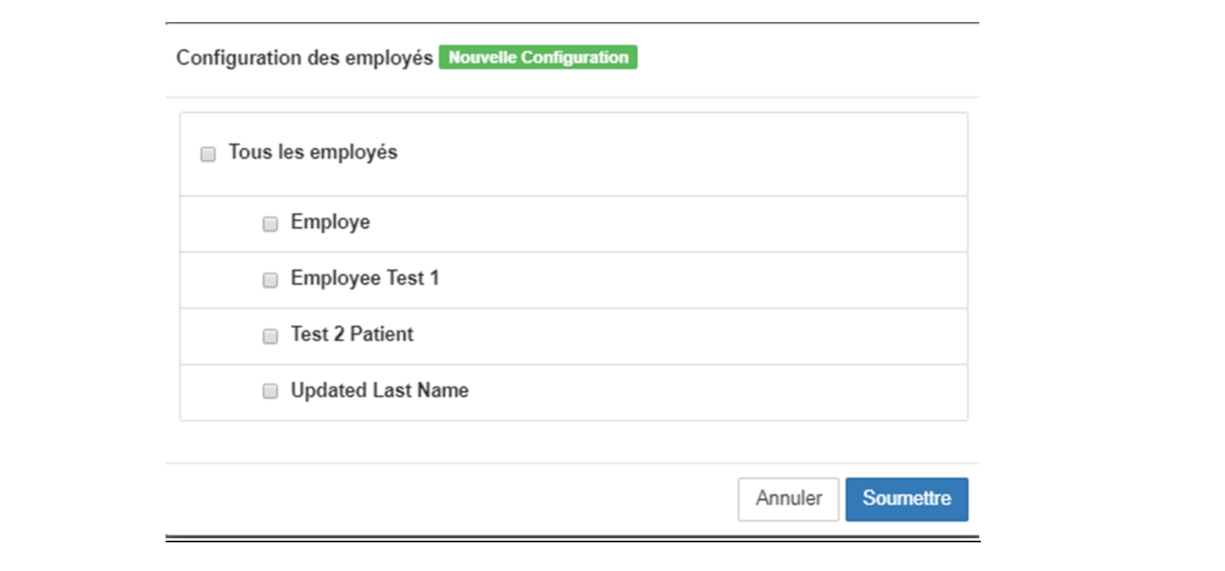 Configuration des employés Nouvelle Configuration
Tous les employés
Employe
Employee Test 1
Test 2 Patient
Updated Last Name
Annuler Soumettre